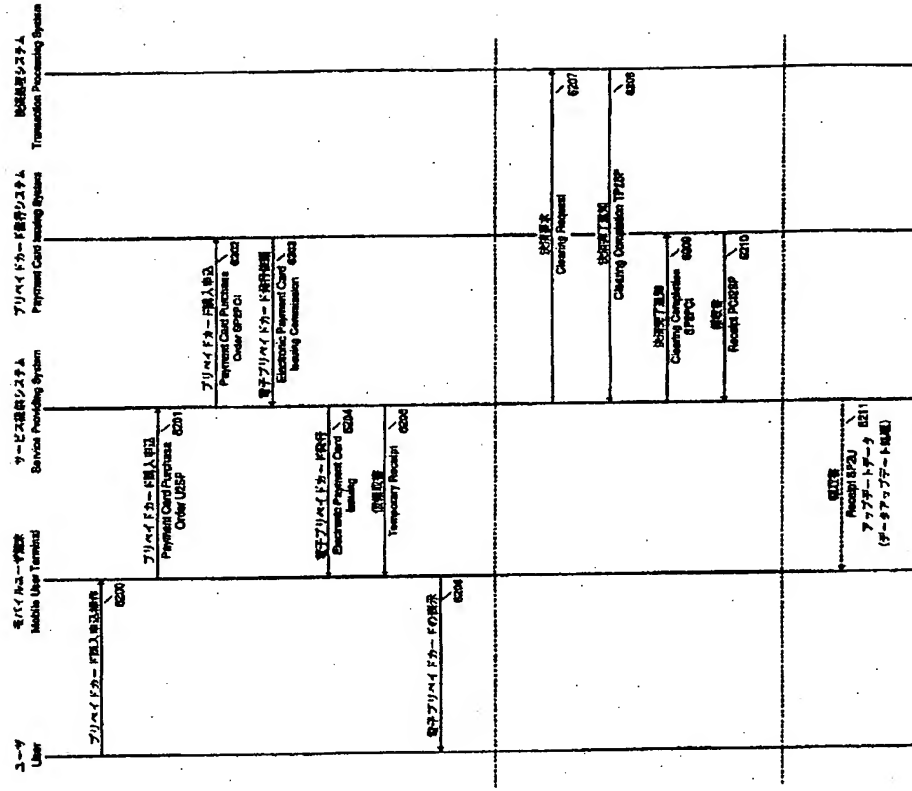 ユーザ
User
モバイルユーザ端末
Mobile User Terminal
サービス提供システム
Service Providing System
プリペイドカード発行システム
Payment Card Issuing System
決済処理システム
Transaction Processing System
プリペイドカード購入申込操作
6200
プリペイドカード購入申込
Payment Card Purchase
Order U2SP
6201
プリペイドカード購入申込
Payment Card Purchase
Order SP2PCI
6202
電子プリペイドカード発行依頼
Electronic Payment Card
Issuing Commission
6203
電子プリペイドカード発行
Electronic Payment Card
Issuing
6204
仮領収書
Temporary Receipt
6205
電子プリペイドカードの表示
6206
決済要求
Clearing Request
6207
決済完了通知
Clearing Completion TP2SP
6208
決済完了通知
Clearing Completion
SP2PCI
6209
領収書
Receipt PCI2SP
6210
領収書
Receipt SP2U
6211
アップデートデータ
(データアップデート処理)